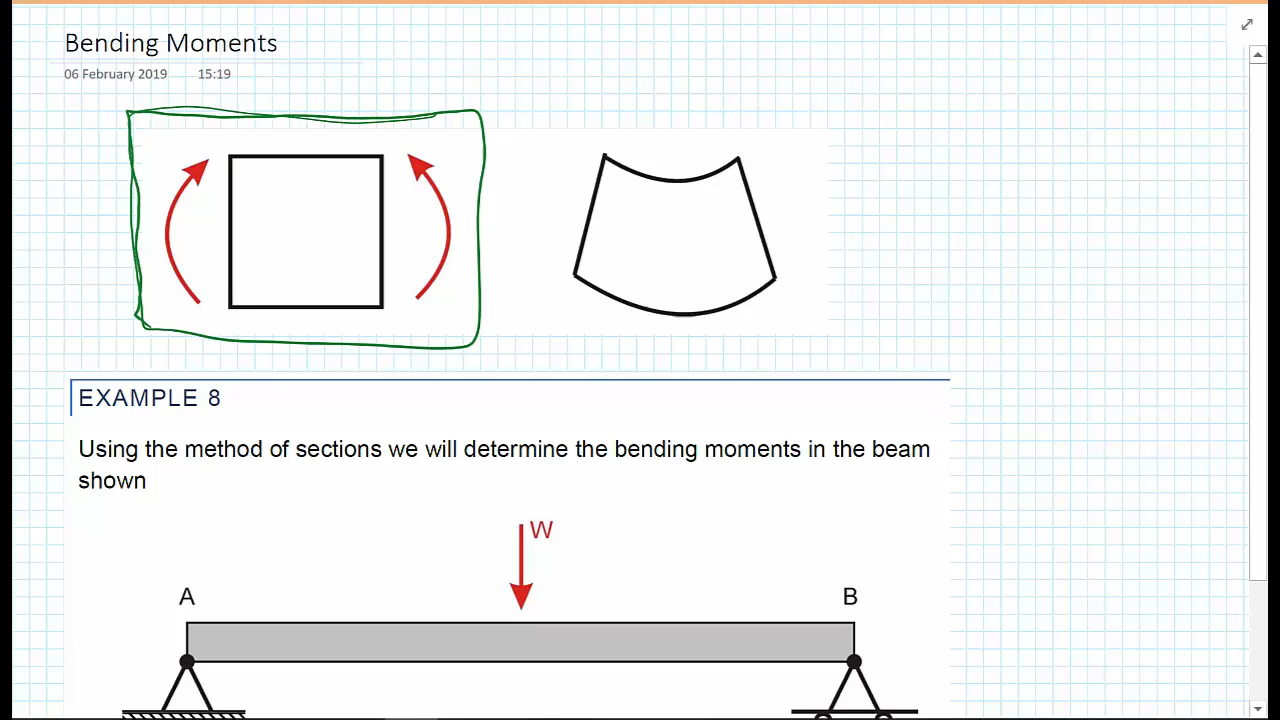 Bending Moments
06 February 2019 15:19
EXAMPLE 8
Using the method of sections we will determine the bending moments in the beam
shown
W
A B